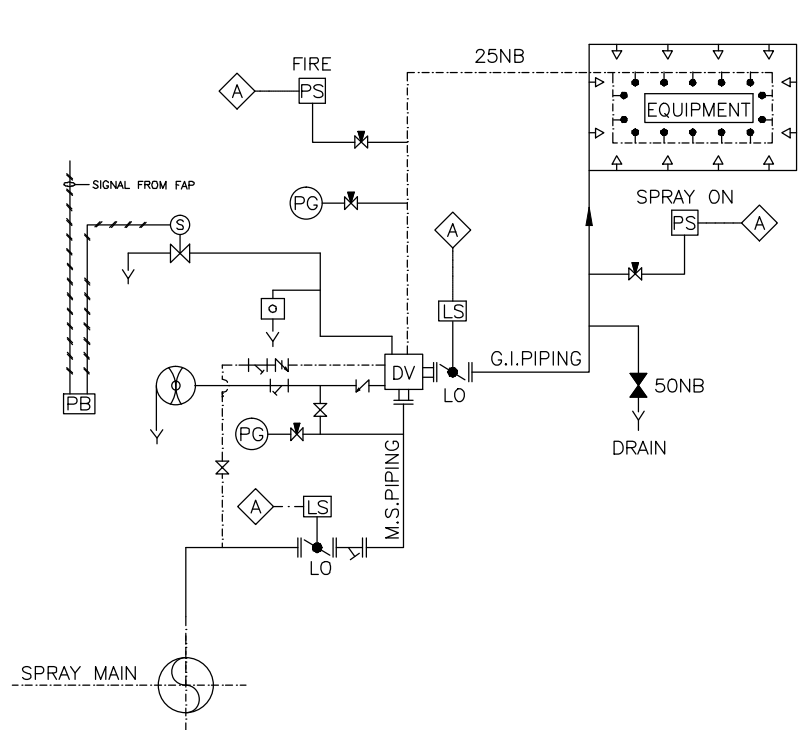 25NB
FIRE
A
PS
EQUIPMENT
SIGNAL FROM FAP
SPRAY ON
PG
PS
A
S
A
LS
G.I.PIPING
DV
LO
50NB
PB
PG
DRAIN
M.S.PIPING
A
LS
LO
SPRAY MAIN